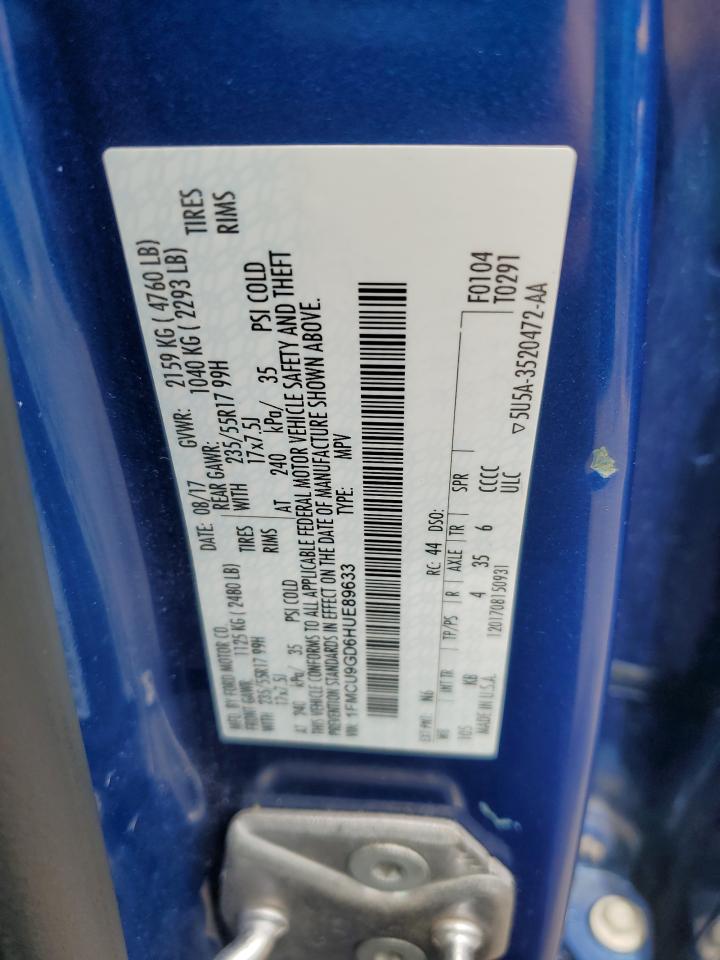 MFD. BY FORD MOTOR CO.
DATE: 08/17 GVWR: 2159 KG ( 4760 LB)
FRONT GAWR: 1125 KG ( 2480 LB) REAR GAWR: 1040 KG ( 2293 LB)
WITH 235/55R17 99H TIRES WITH 235/55R17 99H TIRES
17x7.5J RIMS 17x7.5J RIMS
AT 240 kPa/ 35 PSI COLD AT 240 kPa/ 35 PSI COLD
THIS VEHICLE CONFORMS TO ALL APPLICABLE FEDERAL MOTOR VEHICLE SAFETY AND THEFT
PREVENTION STANDARDS IN EFFECT ON THE DATE OF MANUFACTURE SHOWN ABOVE.
VIN: 1FMCU9GD6HUE89633 TYPE: MPV
EXT PNT: N6 RC: 44 DSO: F0104
WB INT TR TP/PS R AXLE TR SPR T0291
105 KB 4 35 6 CCCC
MADE IN U.S.A. 1201708150931 ULC ▽5U5A-3520472-AA